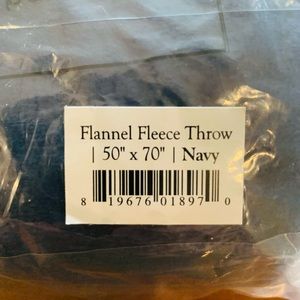 Flannel Fleece Throw
| 50" x 70" | Navy
8 19676 01897 0